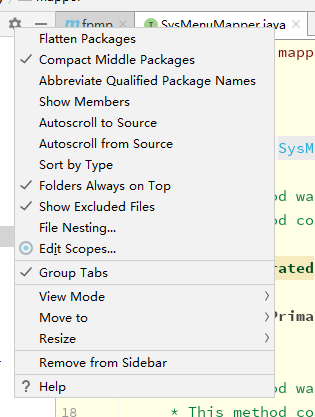 mapper
fpmp
SysMenuMapper.java
Flatten Packages
mapp
Compact Middle Packages
Abbreviate Qualified Package Names
Show Members
Autoscroll to Source
Autoscroll from Source
SysM
Sort by Type
Folders Always on Top
od wa
Show Excluded Files
File Nesting...
od co
Edit Scopes...
Group Tabs
rated
View Mode
Move to
Prima
Resize
Remove from Sidebar
? Help
od wa
18
* This method co